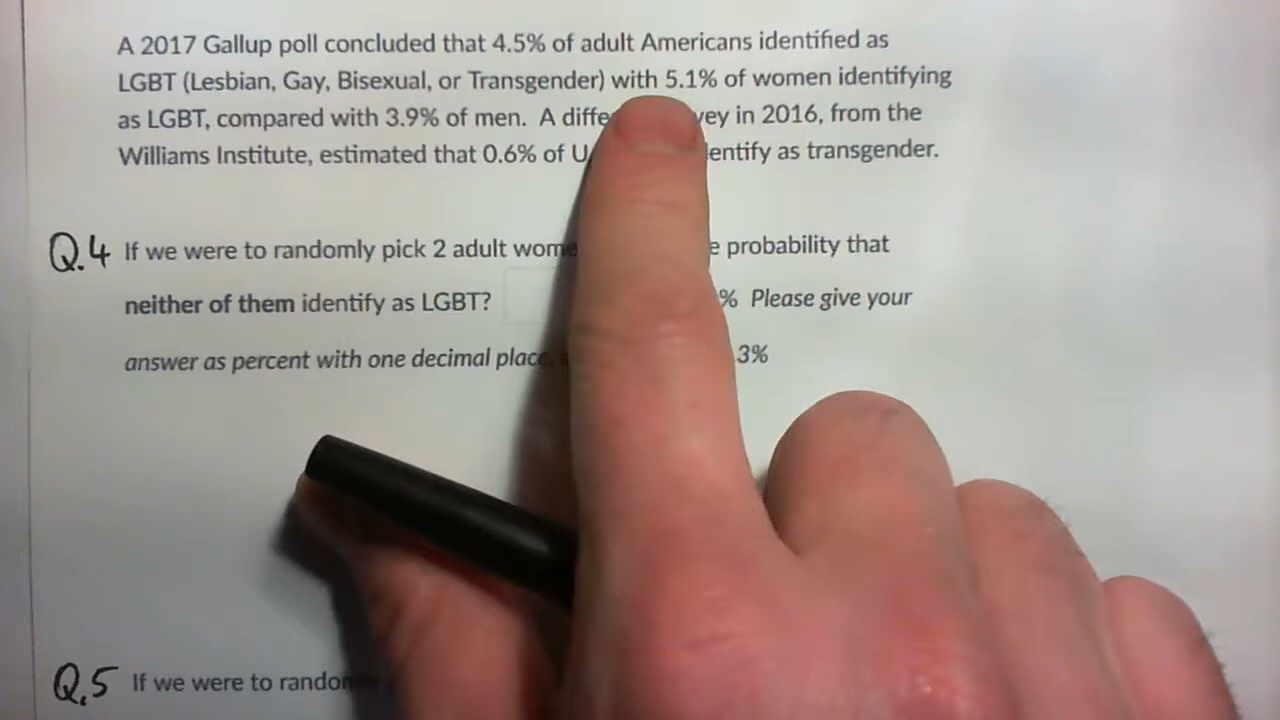 A 2017 Gallup poll concluded that 4.5% of adult Americans identified as
LGBT (Lesbian, Gay, Bisexual, or Transgender) with 5.1% of women identifying
as LGBT, compared with 3.9% of men. A diffe vey in 2016, from the
Williams Institute, estimated that 0.6% of U entify as transgender.
Q.4 If we were to randomly pick 2 adult wome e probability that
neither of them identify as LGBT? % Please give your
answer as percent with one decimal place, 3%
Q.5 If we were to random